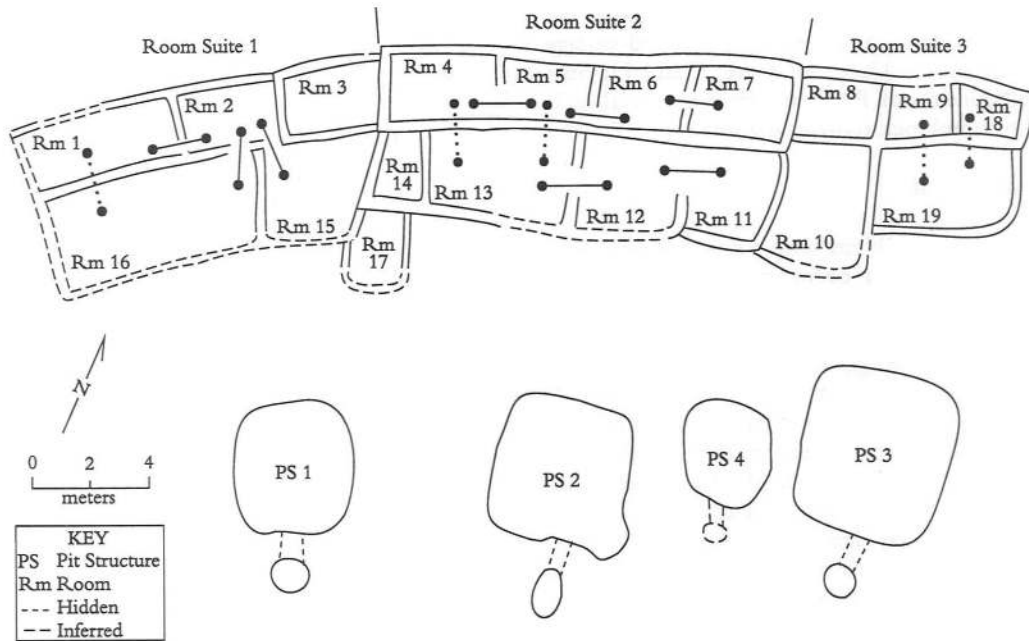 Room Suite 1
Room Suite 2
Room Suite 3
Rm 1
Rm 2
Rm 3
Rm 4
Rm 5
Rm 6
Rm 7
Rm 8
Rm 9
Rm
18
Rm 16
Rm 15
Rm
14
Rm
17
Rm 13
Rm 12
Rm 11
Rm 10
Rm 19
N
0 2 4
meters
PS 1
PS 2
PS 4
PS 3
KEY
PS Pit Structure
Rm Room
Hidden
Inferred